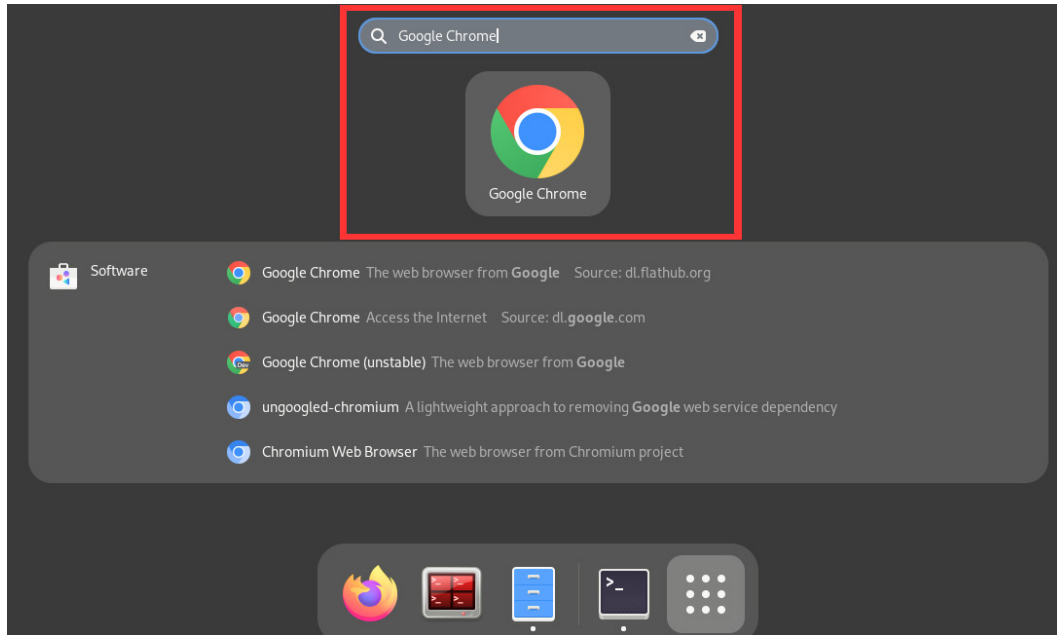 Google Chrome
Google Chrome
Software
Google Chrome The web browser from Google Source: dl.flathub.org
Google Chrome Access the Internet Source: dl.google.com
Google Chrome (unstable) The web browser from Google
ungoogled-chromium A lightweight approach to removing Google web service dependency
Chromium Web Browser The web browser from Chromium project